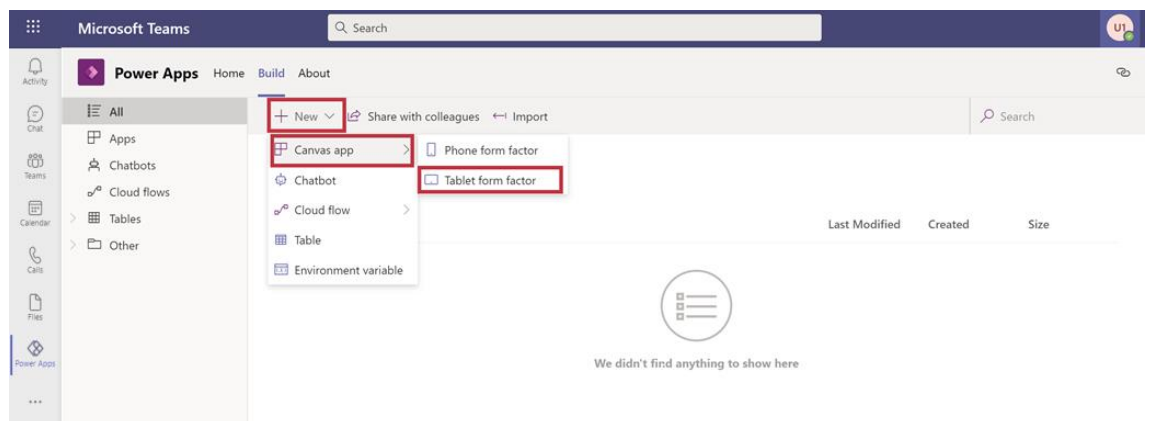 Microsoft Teams
Search
U1
Activity
Chat
Teams
Calendar
Calls
Files
Power Apps
...
Power Apps Home Build About
All
Apps
Chatbots
Cloud flows
Tables
Other
New Share with colleagues Import
Search
Canvas app
Chatbot
Cloud flow
Table
Environment variable
Phone form factor
Tablet form factor
Last Modified Created Size
We didn't find anything to show here